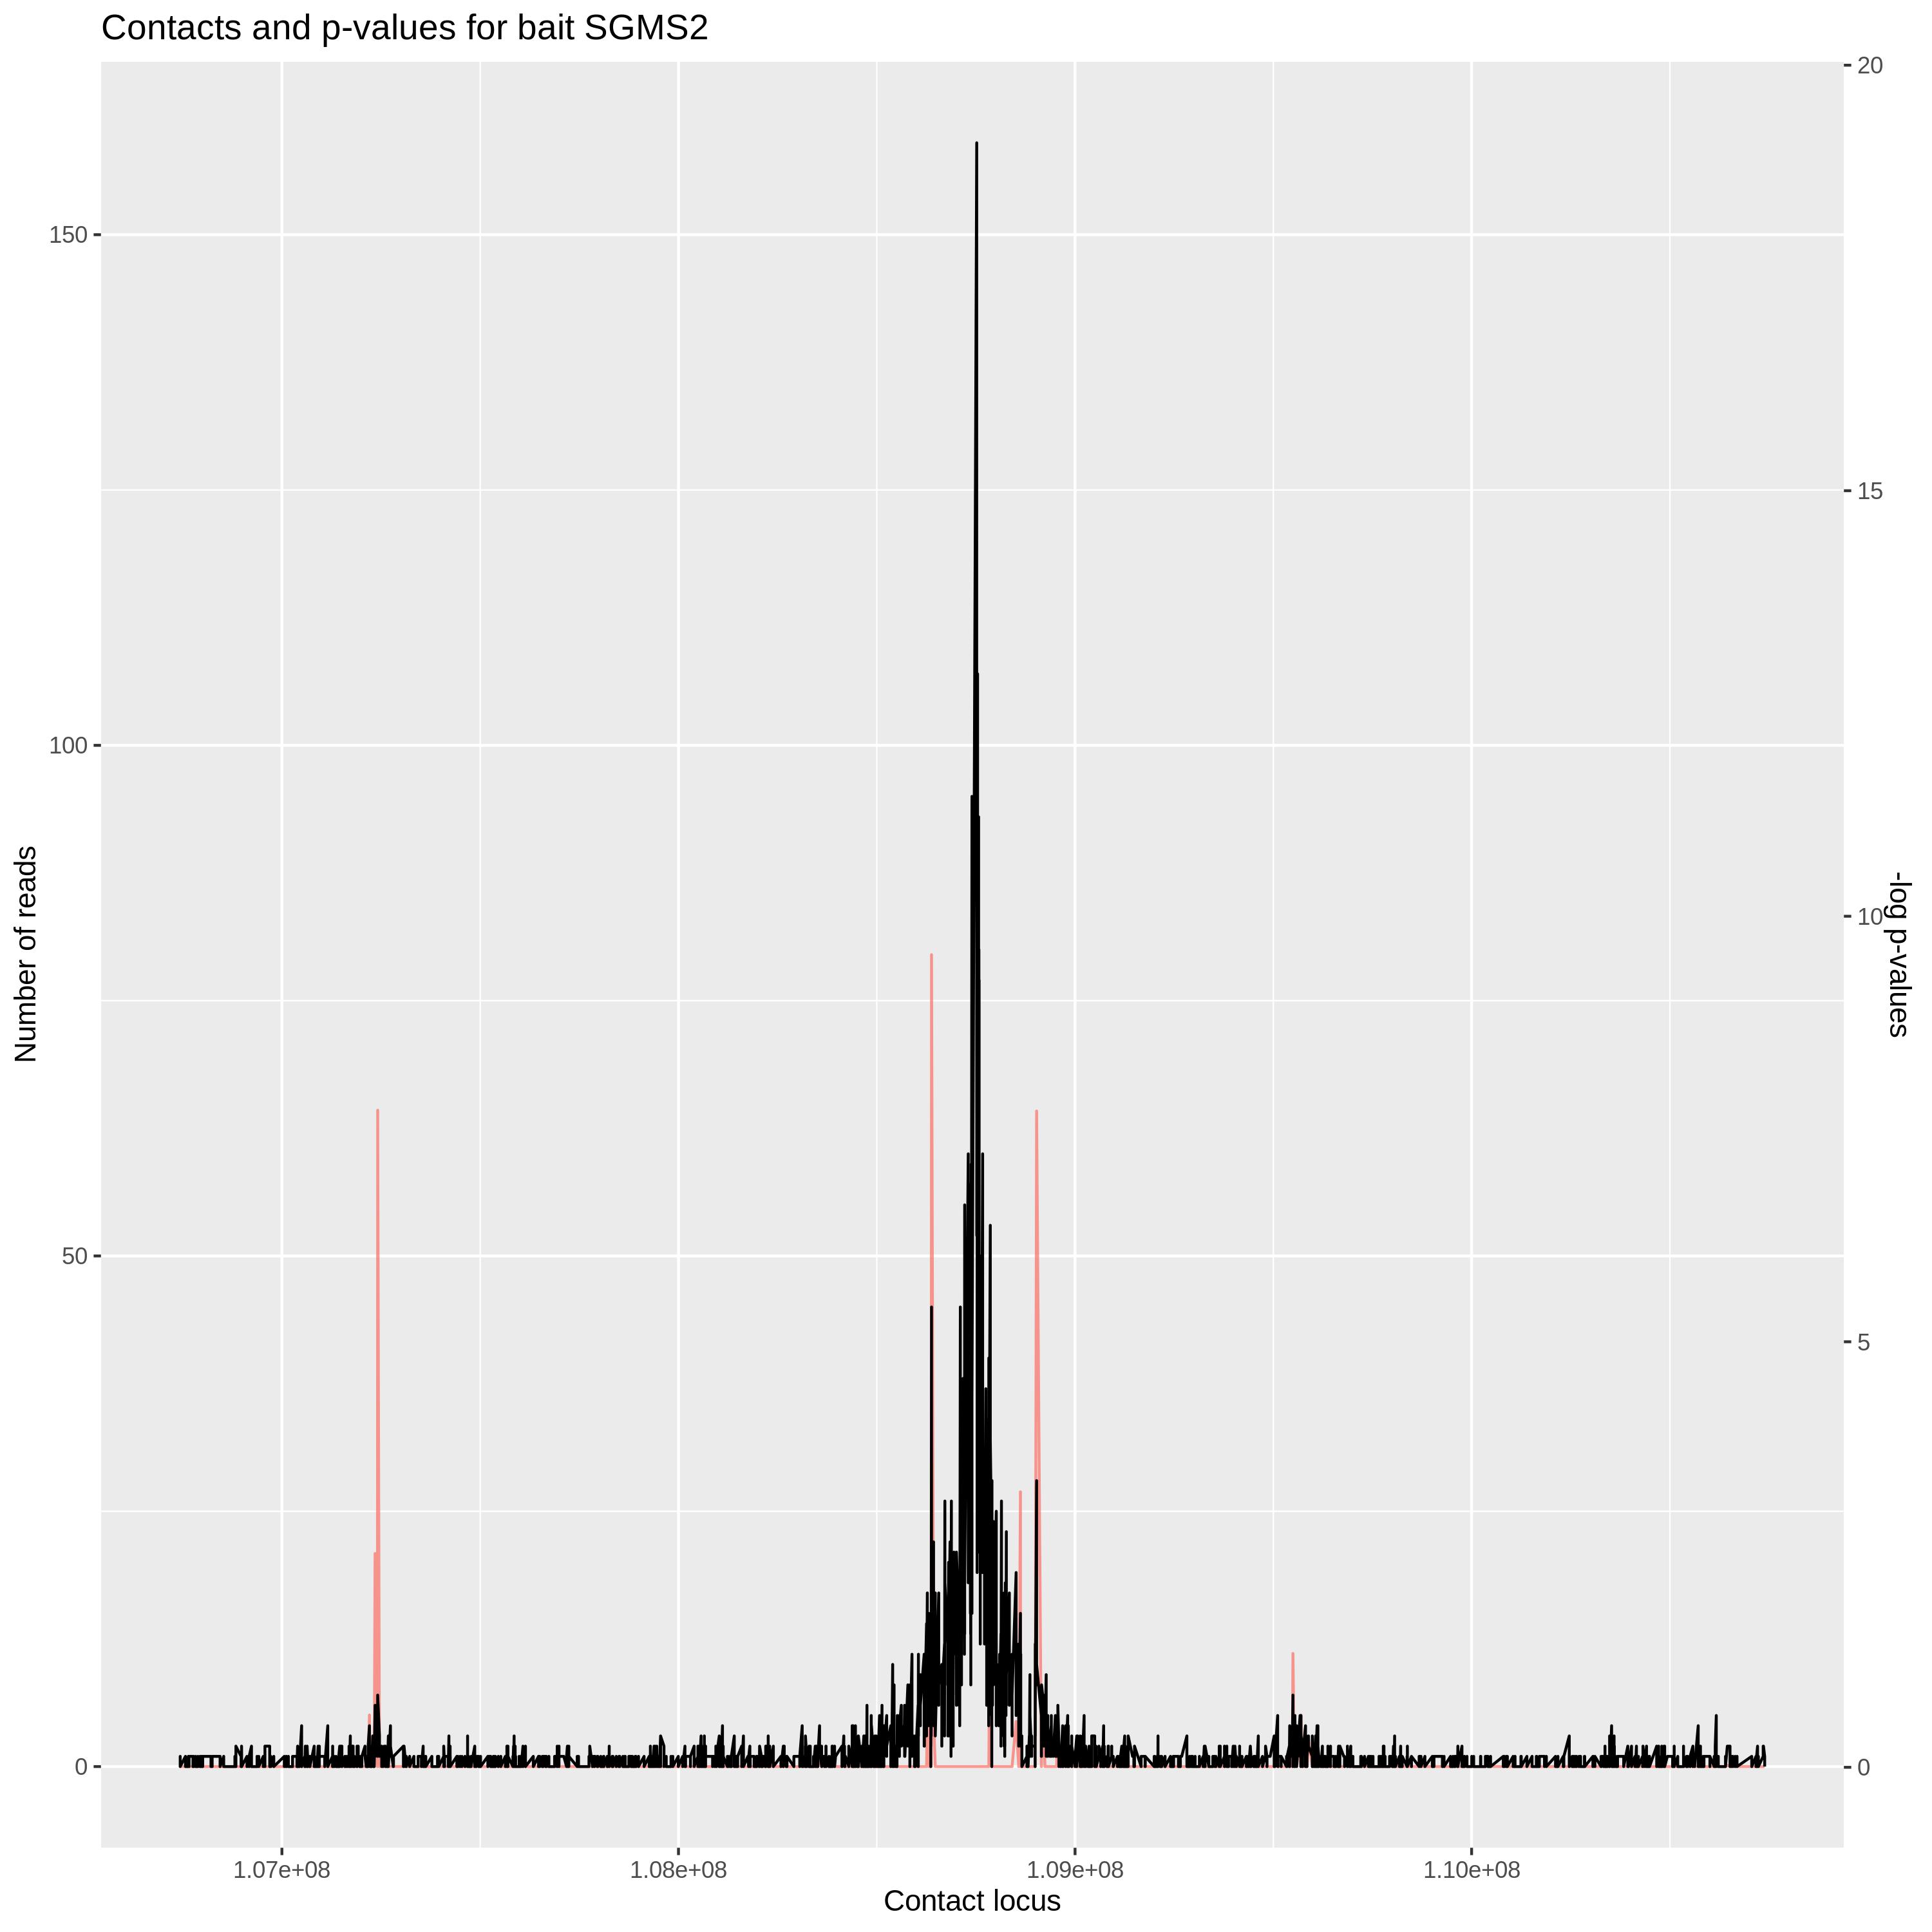 Contacts and p-values for bait SGMS2
Number of reads
150
100
50
0
20
15
10
5
0
-log p-values
1.07e+08
1.08e+08
1.09e+08
1.10e+08
Contact locus